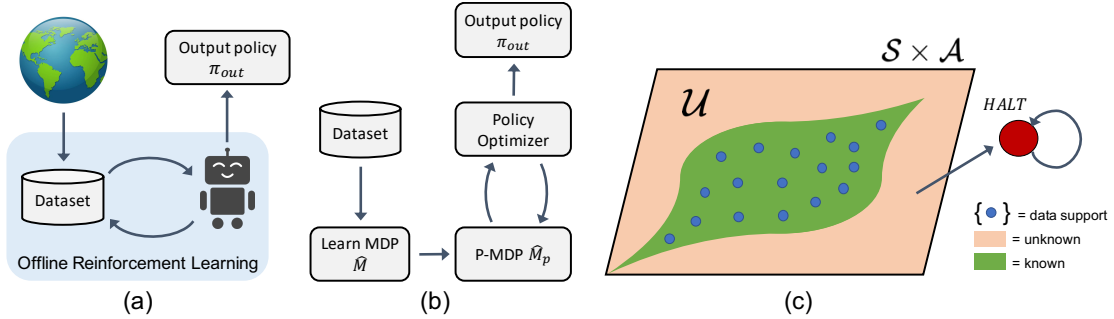 Output policy
π_out
Dataset
Offline Reinforcement Learning
(a)
Output policy
π_out
Dataset
Policy
Optimizer
Learn MDP
M̂
P-MDP M̂_p
(b)
S × A
U
HALT
{ } = data support
= unknown
= known
(c)